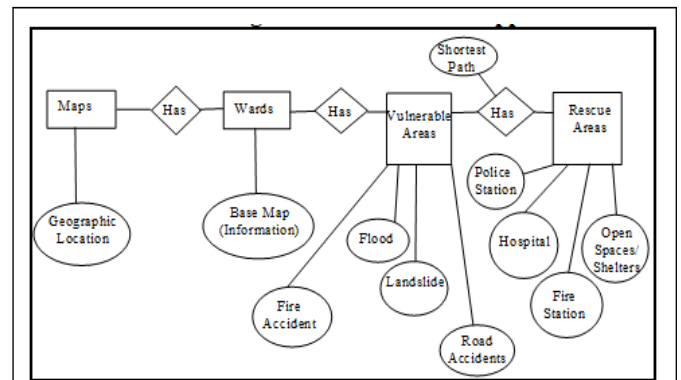 Shortest
Path
Maps
Has
Wards
Has
Vulnerable
Areas
Has
Rescue
Areas
Police
Station
Geographic
Location
Base Map
(Information)
Flood
Hospital
Open
Spaces/
Shelters
Landslide
Fire
Accident
Fire
Station
Road
Accidents